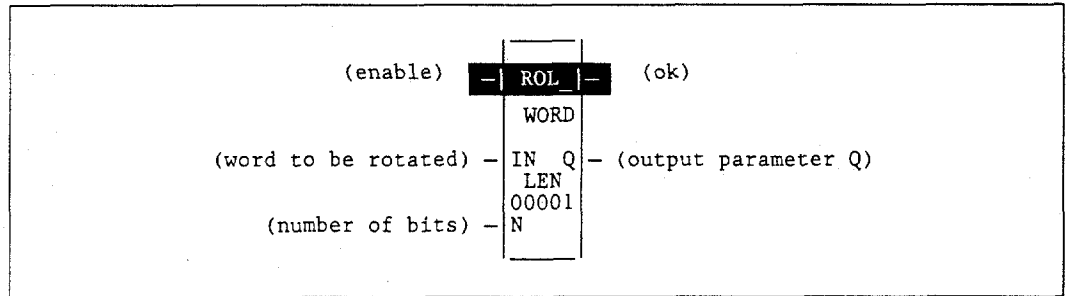 (enable) –| ROL_ |– (ok)
WORD
(word to be rotated) – IN Q – (output parameter Q)
LEN
00001
(number of bits) – N